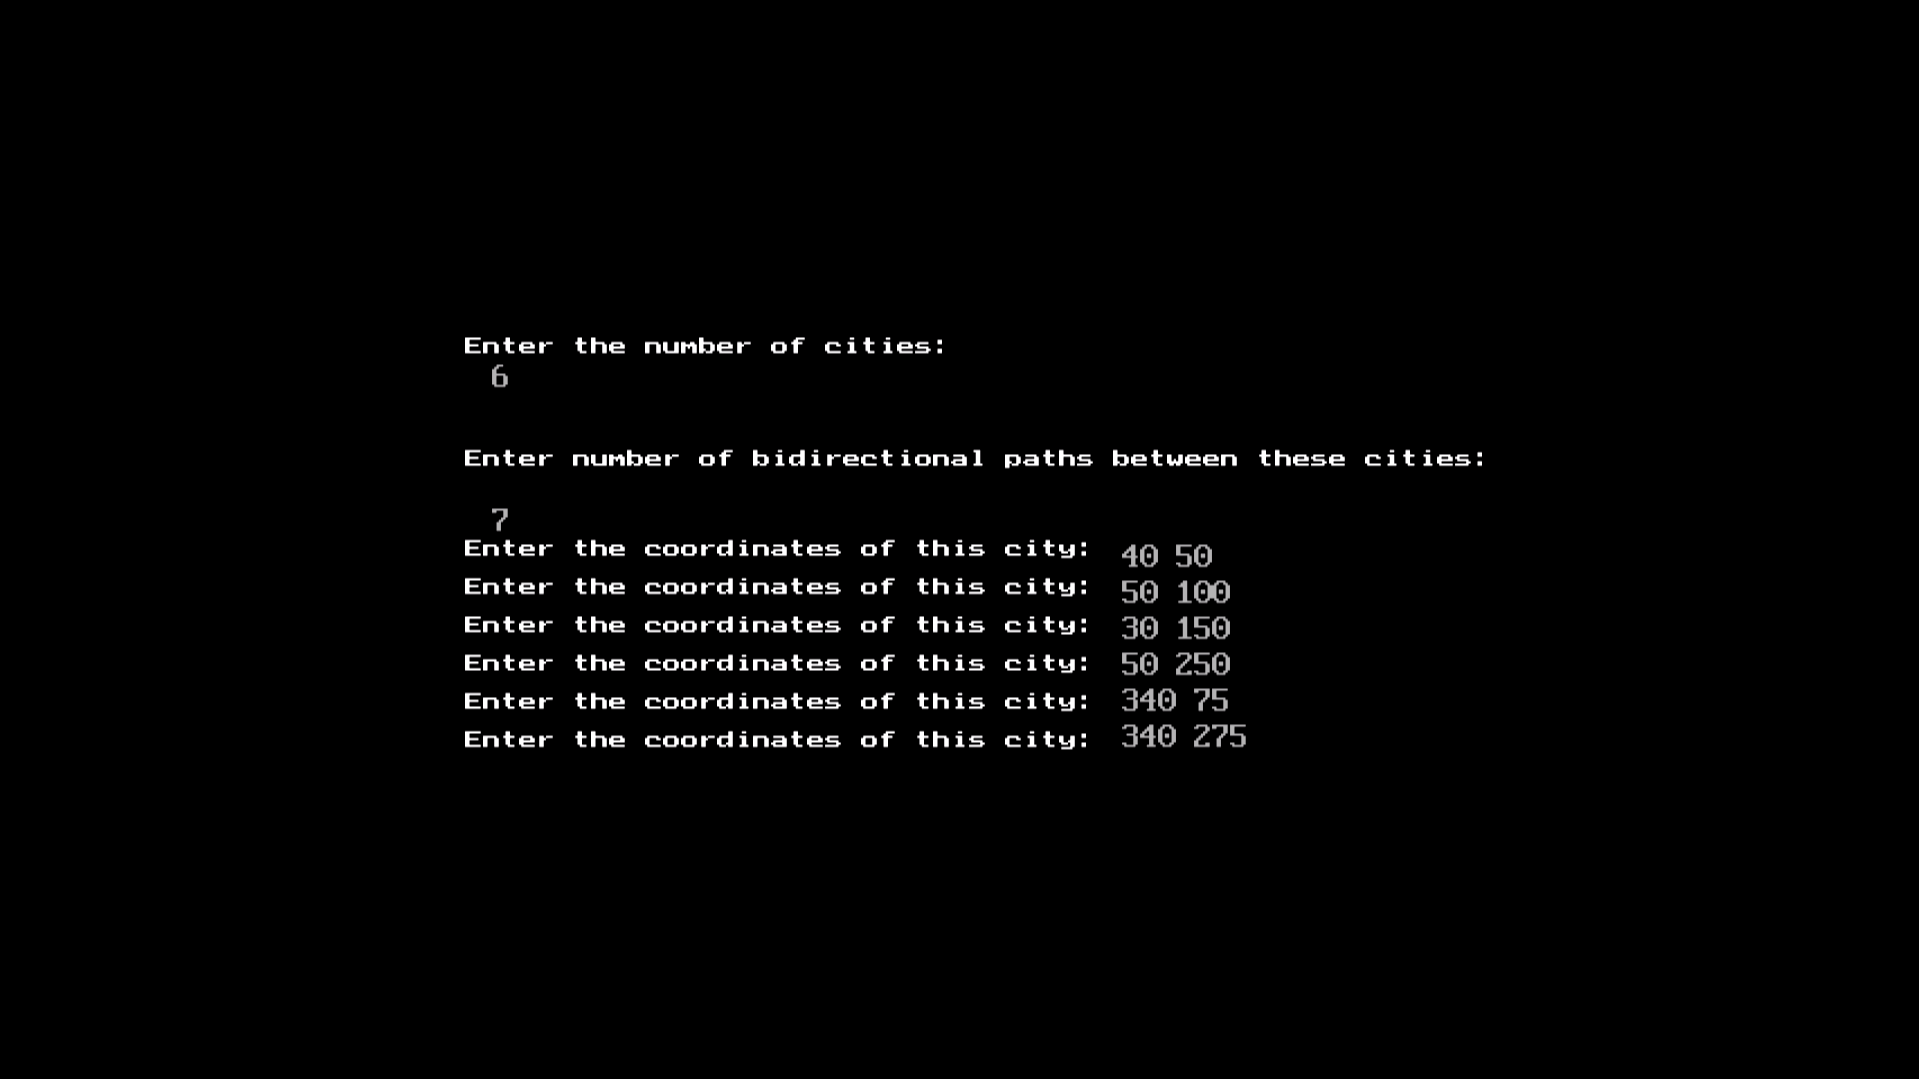 Enter the number of cities:
6
Enter number of bidirectional paths between these cities:
7
Enter the coordinates of this city: 40 50
Enter the coordinates of this city: 50 100
Enter the coordinates of this city: 30 150
Enter the coordinates of this city: 50 250
Enter the coordinates of this city: 340 75
Enter the coordinates of this city: 340 275